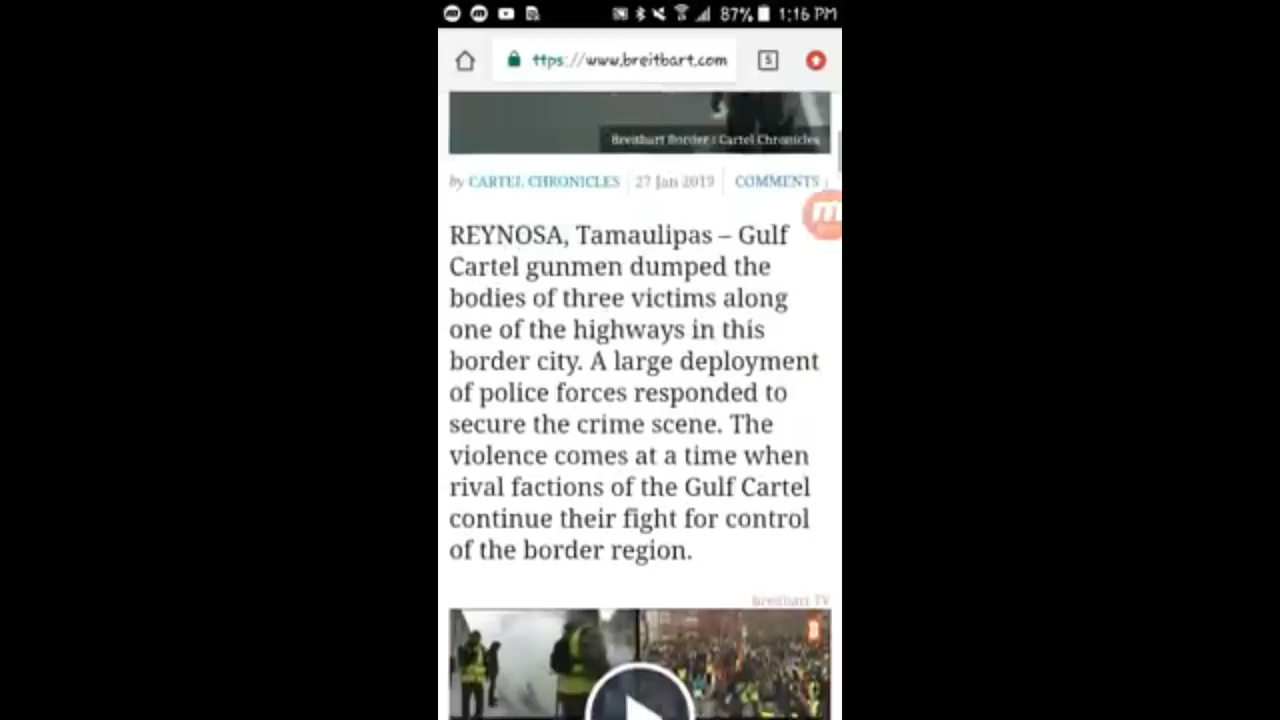 87% 1:16 PM
ttps://www.breitbart.com
5
Breitbart Border / Cartel Chronicles
by CARTEL CHRONICLES 27 Jan 2019 COMMENTS
REYNOSA, Tamaulipas – Gulf
Cartel gunmen dumped the
bodies of three victims along
one of the highways in this
border city. A large deployment
of police forces responded to
secure the crime scene. The
violence comes at a time when
rival factions of the Gulf Cartel
continue their fight for control
of the border region.
Breitbart TV